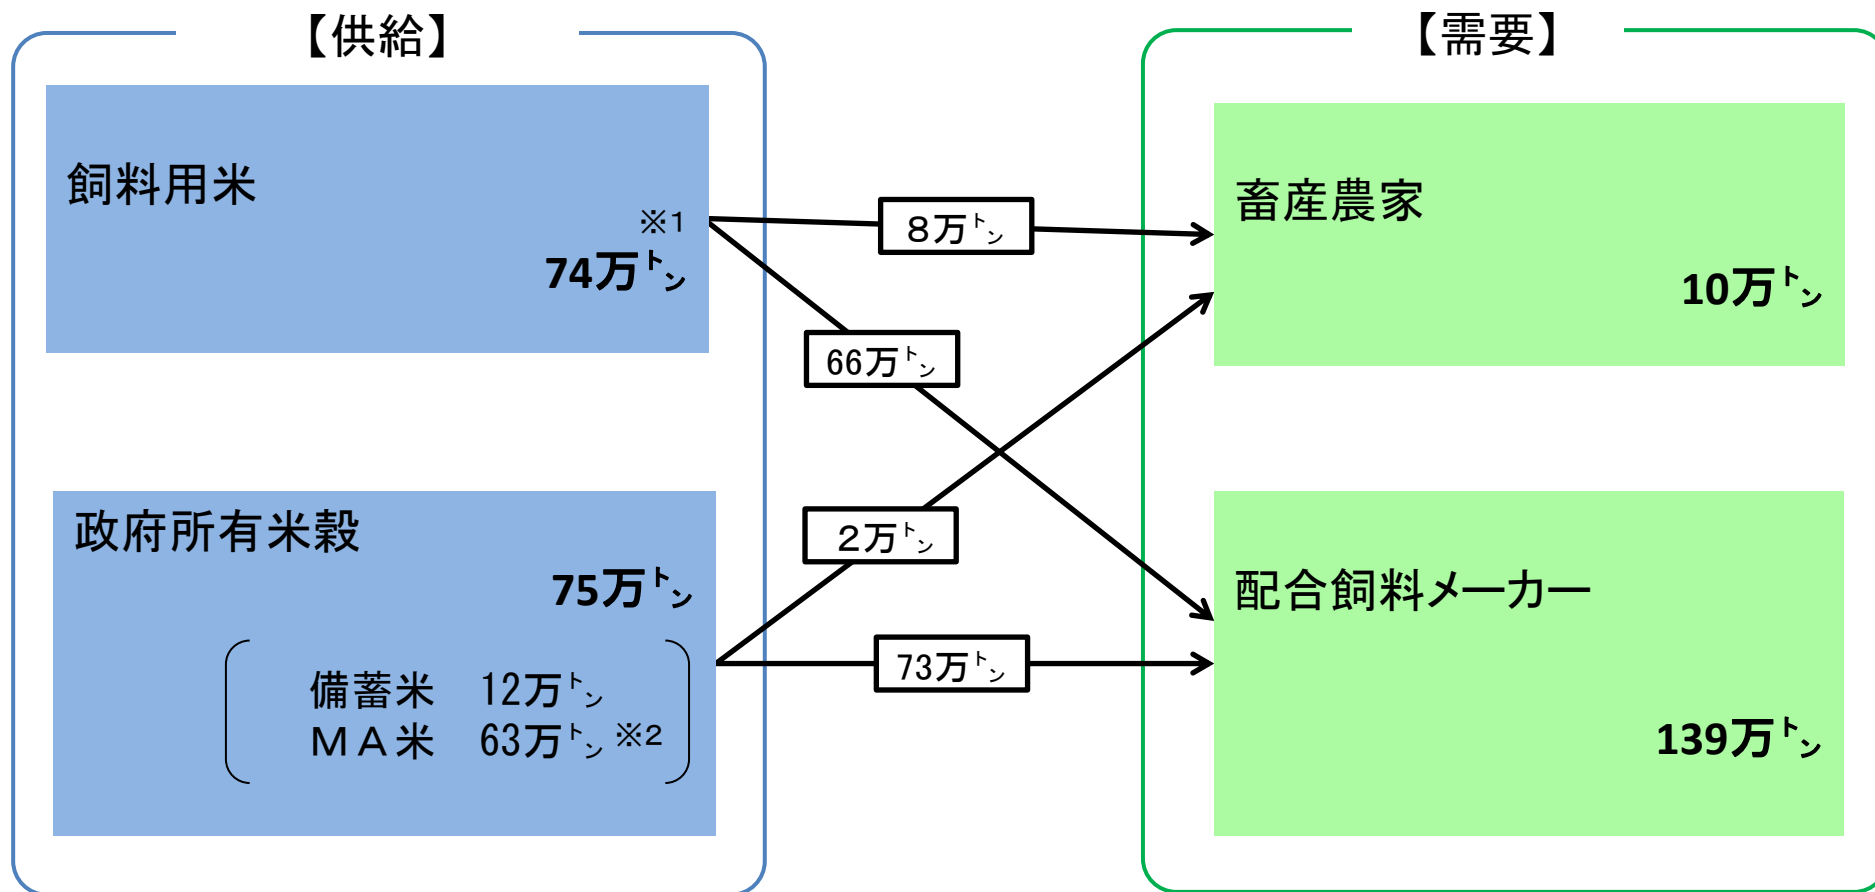 【供給】
飼料用米
※1
74万㌧
政府所有米穀
75万㌧
備蓄米 12万㌧
ＭＡ米 63万㌧ ※2
８万㌧
66万㌧
２万㌧
73万㌧
【需要】
畜産農家
10万㌧
配合飼料メーカー
139万㌧